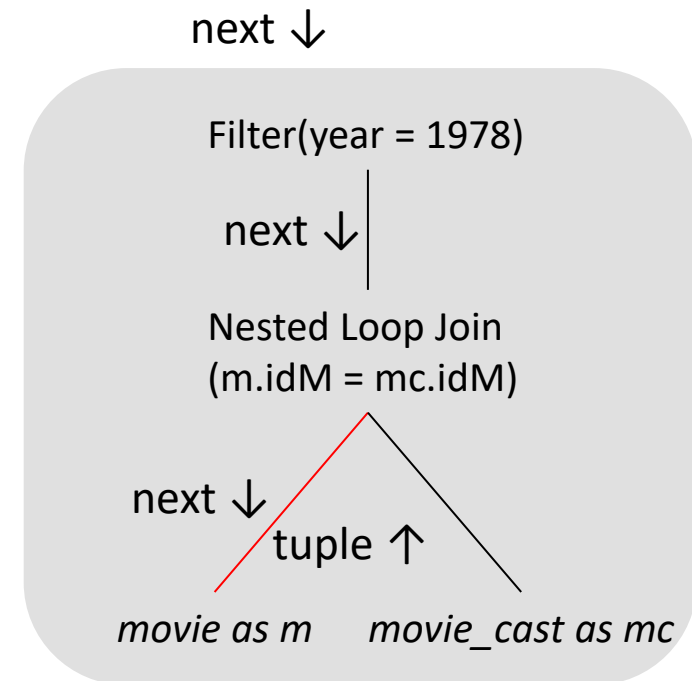 next ↓
Filter(year = 1978)
next ↓
Nested Loop Join
(m.idM = mc.idM)
next ↓
tuple ↑
movie as m movie_cast as mc